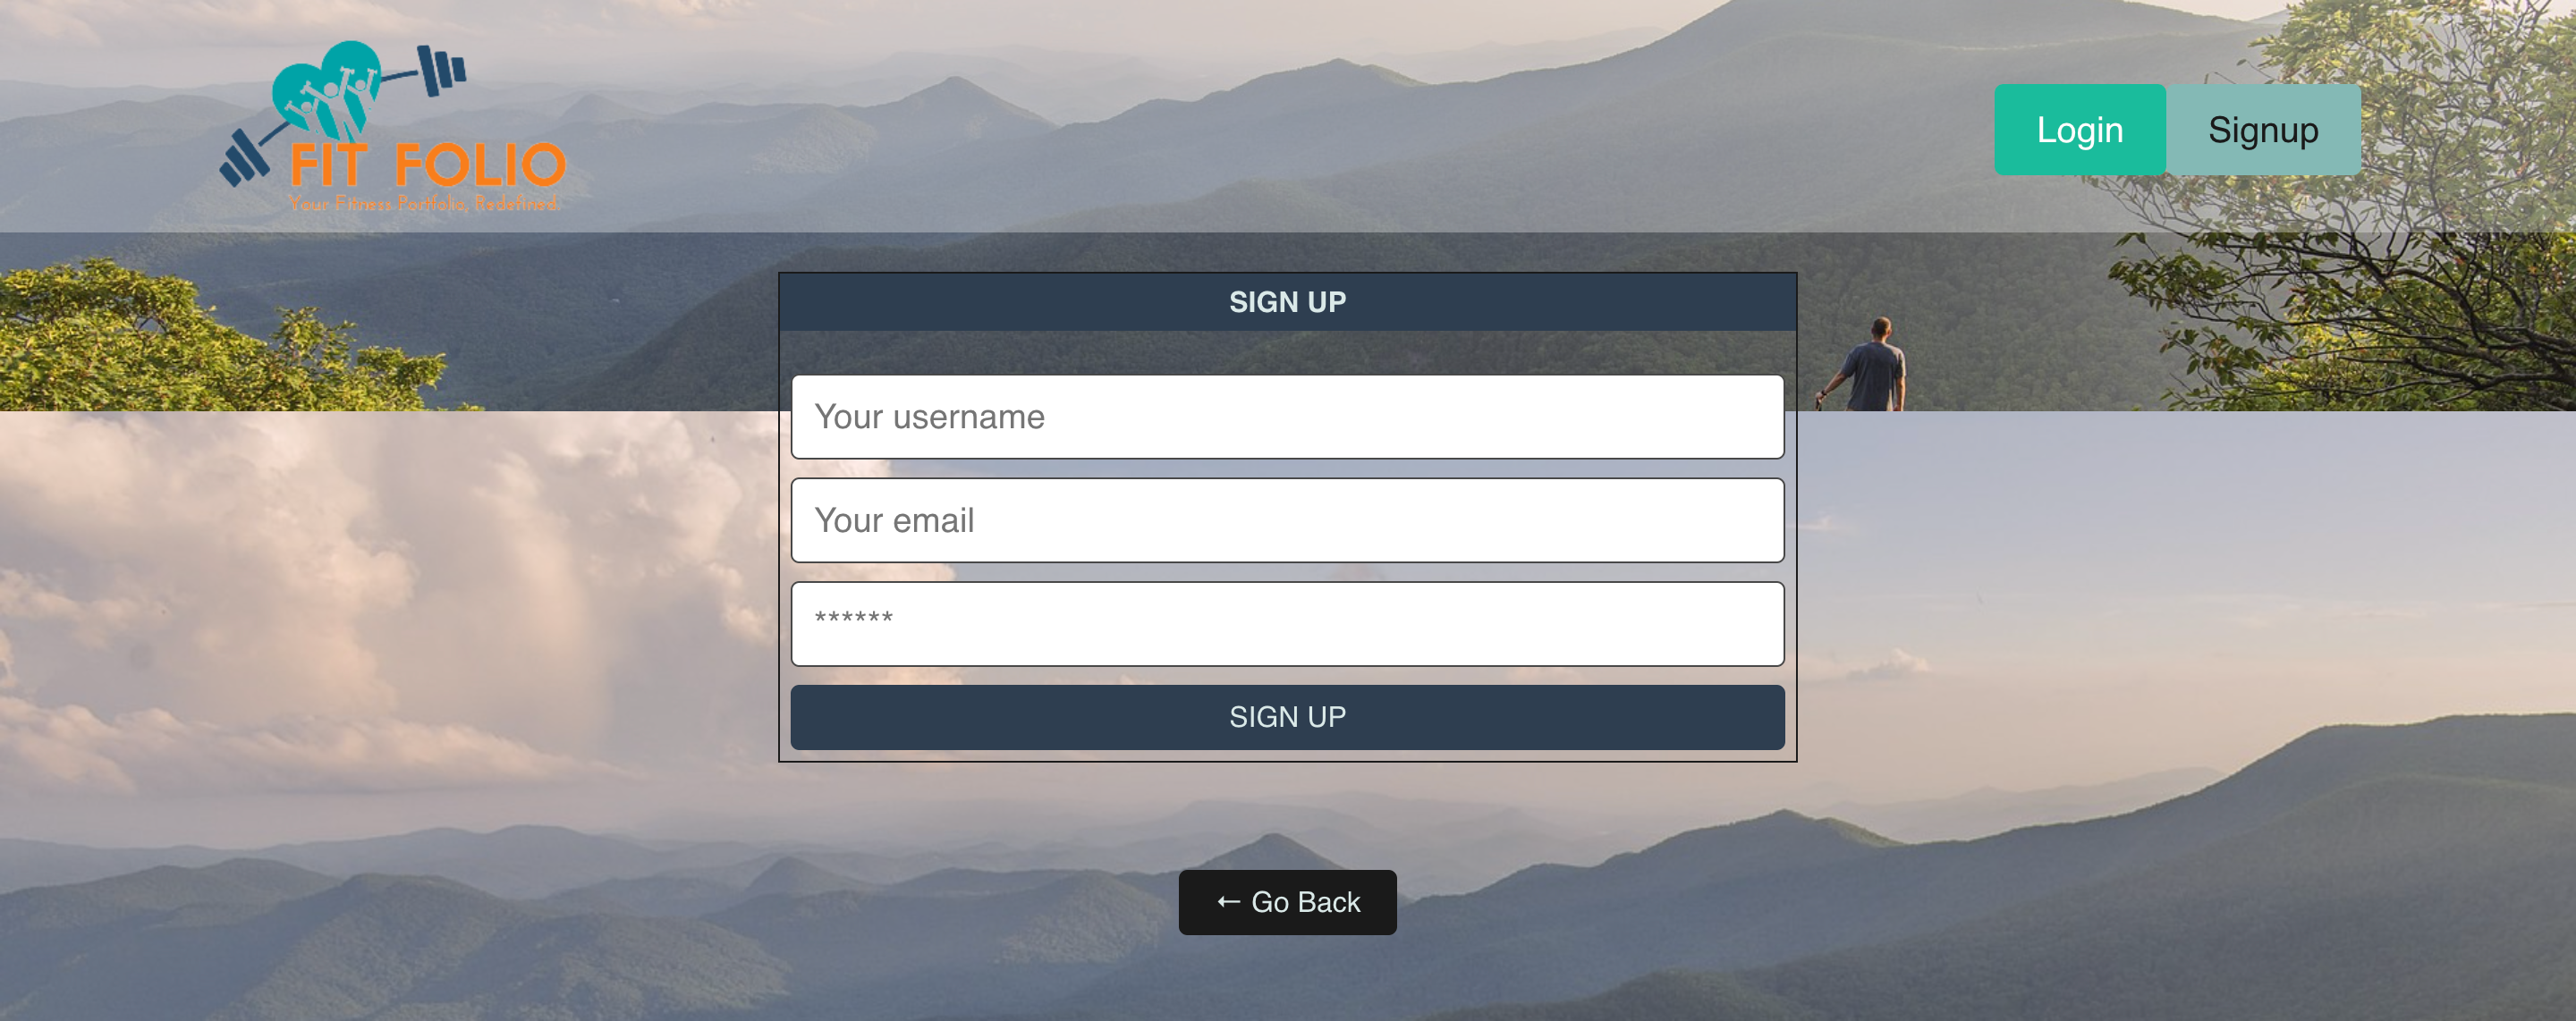 FIT FOLIO
Your Fitness Portfolio, Redefined.
Login
Signup
SIGN UP
Your username
Your email
******
SIGN UP
← Go Back